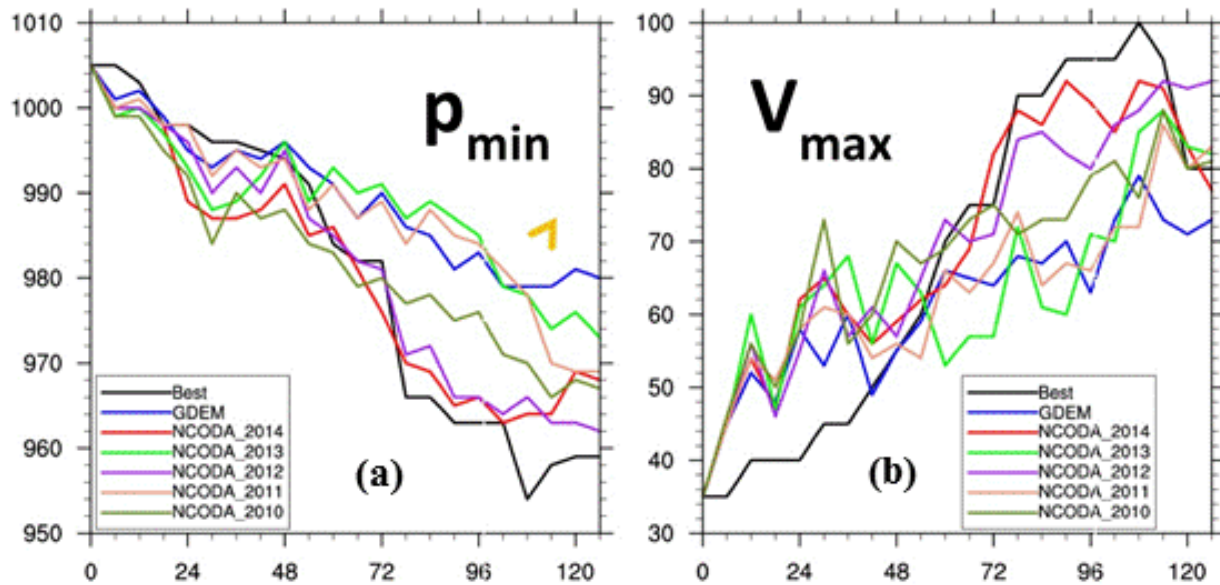 1010
1000
990
980
970
960
950
p min
Best
GDEM
NCODA_2014
NCODA_2013
NCODA_2012
NCODA_2011
NCODA_2010
(a)
0 24 48 72 96 120
100
90
80
70
60
50
40
30
V max
Best
GDEM
NCODA_2014
NCODA_2013
NCODA_2012
NCODA_2011
NCODA_2010
(b)
0 24 48 72 96 120